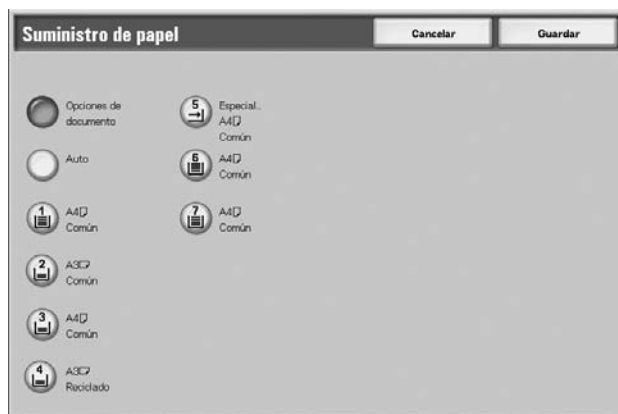 Suministro de papel
Cancelar
Guardar
Opciones de
documento
Auto
1
A4
Común
2
A3
Común
3
A4
Común
4
A3
Reciclado
5
Especial..
A4
Común
6
A4
Común
7
A4
Común